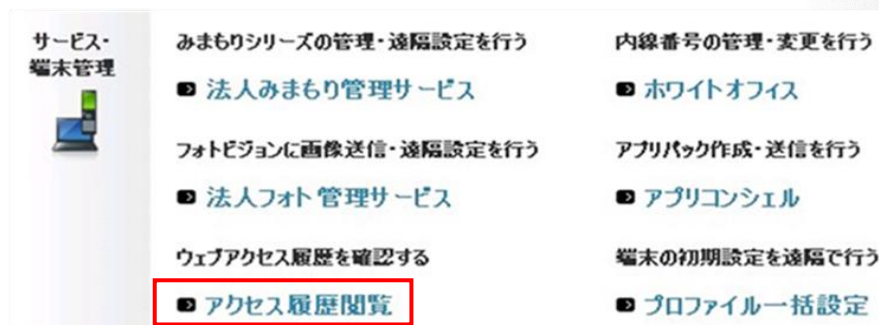 サービス・
端末管理
みまもりシリーズの管理・遠隔設定を行う
法人みまもり管理サービス
フォトビジョンに画像送信・遠隔設定を行う
法人フォト管理サービス
ウェブアクセス履歴を確認する
アクセス履歴閲覧
内線番号の管理・変更を行う
ホワイトオフィス
アプリパック作成・送信を行う
アプリコンシェル
端末の初期設定を遠隔で行う
プロファイル一括設定